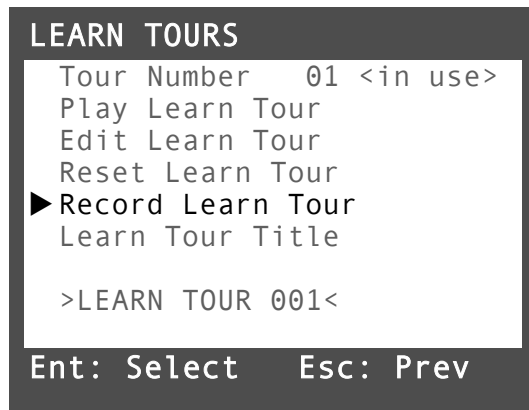 LEARN TOURS
Tour Number 01 <in use>
Play Learn Tour
Edit Learn Tour
Reset Learn Tour
▶Record Learn Tour
Learn Tour Title
>LEARN TOUR 001<
Ent: Select Esc: Prev